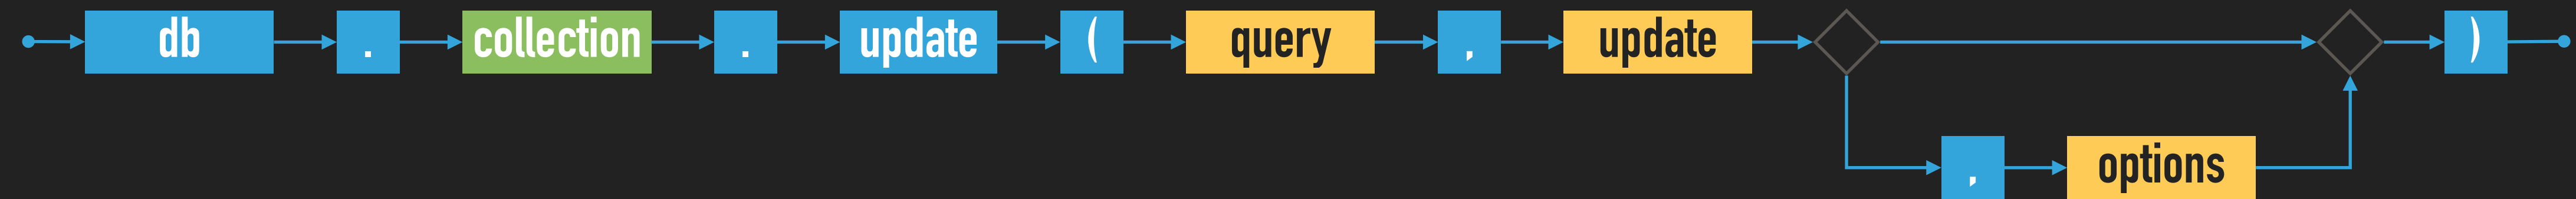 db . collection . update ( query , update )
, options